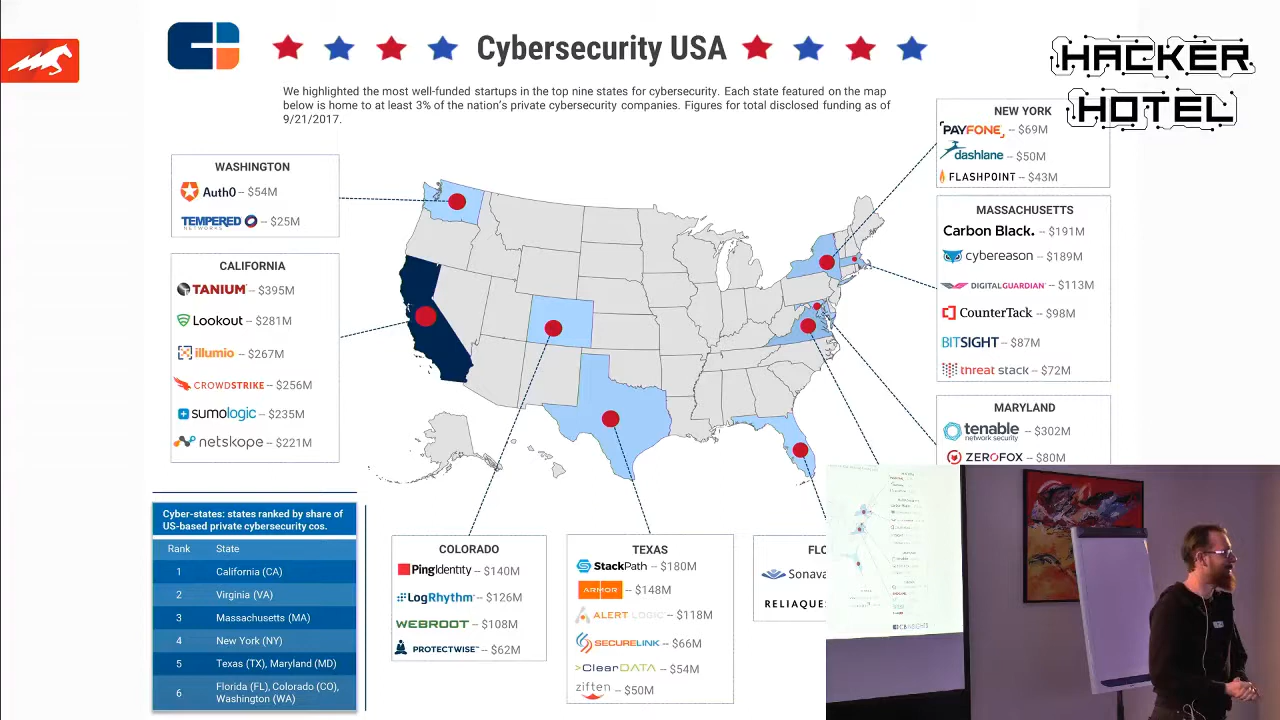 Cybersecurity USA
HACKER
HOTEL
We highlighted the most well-funded startups in the top nine states for cybersecurity. Each state featured on the map
below is home to at least 3% of the nation's private cybersecurity companies. Figures for total disclosed funding as of
9/21/2017.
WASHINGTON
Auth0 – $54M
TEMPERED NETWORKS – $25M
CALIFORNIA
TANIUM – $395M
Lookout – $281M
illumio – $267M
CROWDSTRIKE – $256M
sumologic – $235M
netskope – $221M
NEW YORK
PAYFONE – $69M
dashlane – $50M
FLASHPOINT – $43M
MASSACHUSETTS
Carbon Black. – $191M
cybereason – $189M
DIGITALGUARDIAN – $113M
CounterTack – $98M
BITSIGHT – $87M
threat stack – $72M
MARYLAND
tenable network security – $302M
ZEROFOX – $80M
Cyber-states: states ranked by share of
US-based private cybersecurity cos.
Rank State
1 California (CA)
2 Virginia (VA)
3 Massachusetts (MA)
4 New York (NY)
5 Texas (TX), Maryland (MD)
6 Florida (FL), Colorado (CO),
Washington (WA)
COLORADO
PingIdentity – $140M
LogRhythm – $126M
WEBROOT – $108M
PROTECTWISE – $62M
TEXAS
StackPath – $180M
ARMOR – $148M
ALERT LOGIC – $118M
SECURELINK – $66M
>ClearDATA – $54M
ziften – $50M
FLO
Sonava
RELIAQUE
CBINSIGHTS